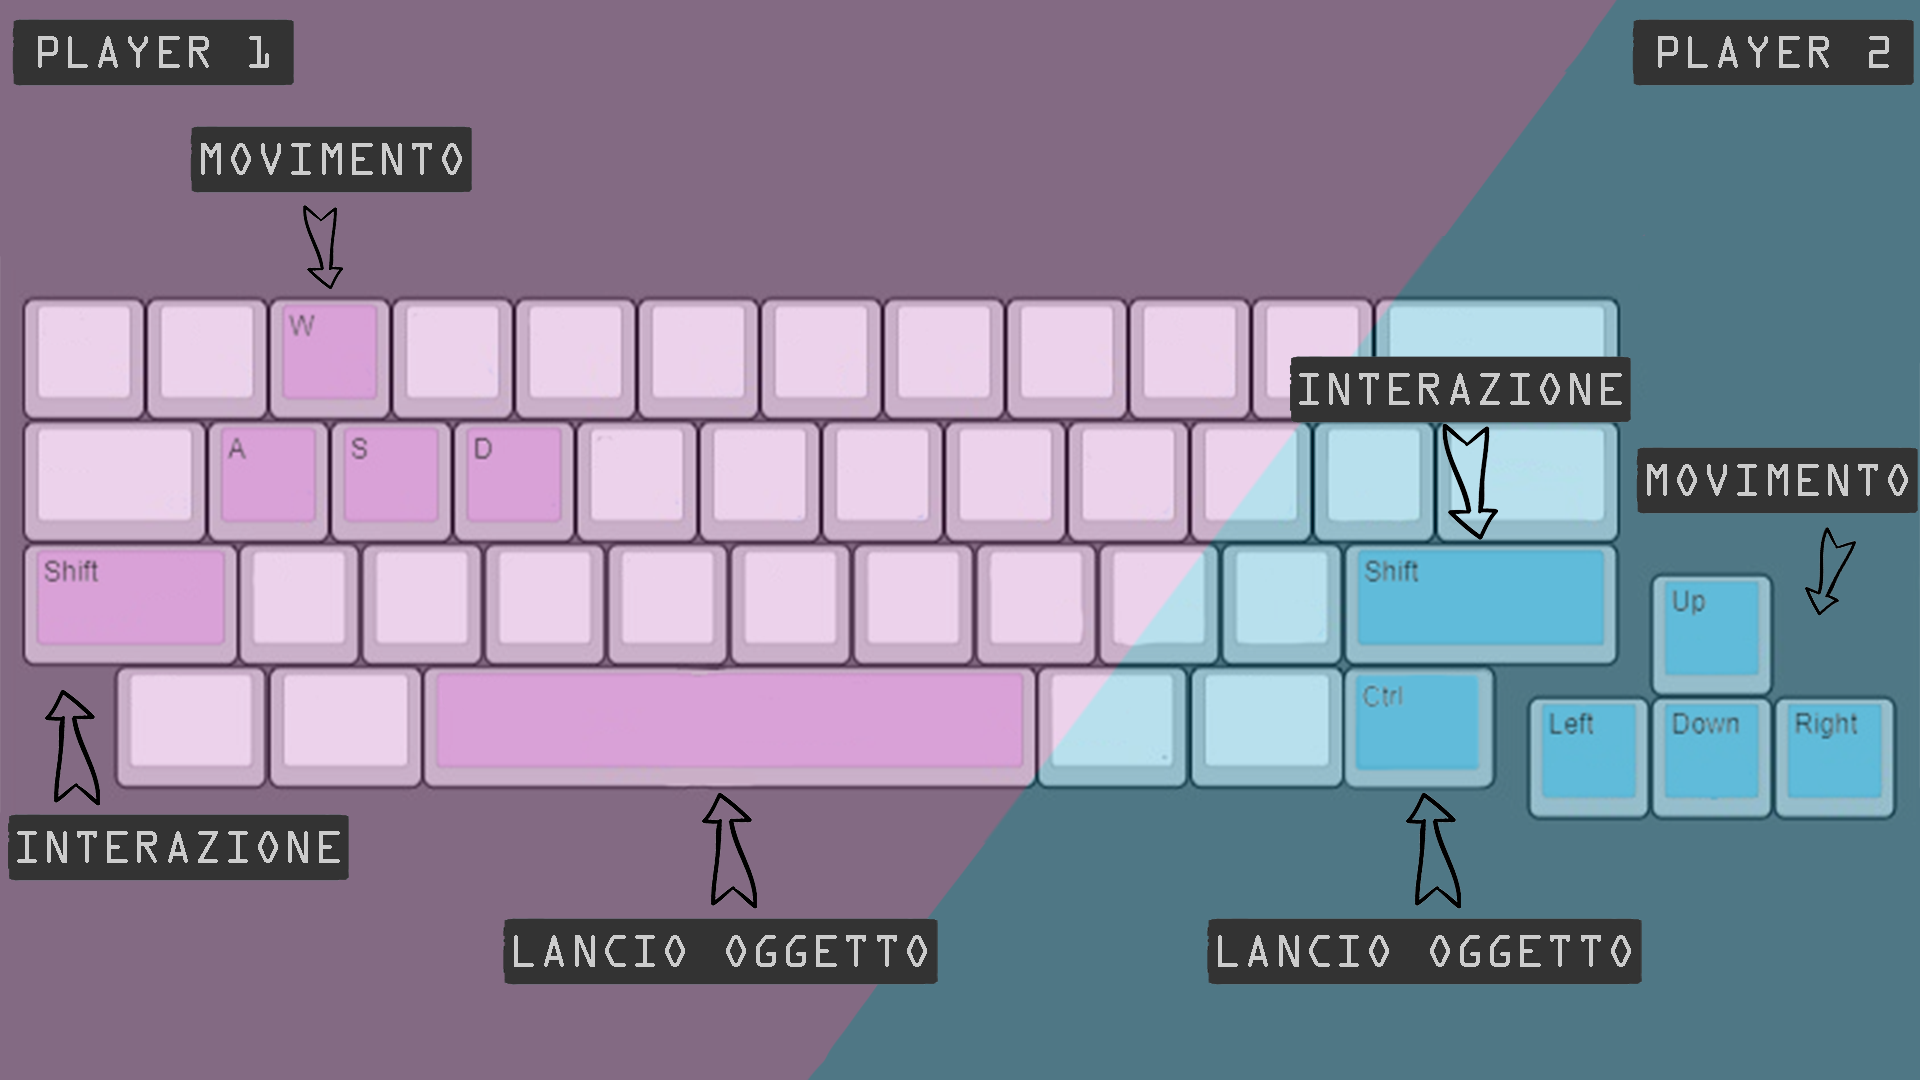 PLAYER 1
PLAYER 2
MOVIMENTO
W
INTERAZIONE
A S D
MOVIMENTO
Shift
Shift
Up
Ctrl
Left Down Right
INTERAZIONE
LANCIO OGGETTO
LANCIO OGGETTO